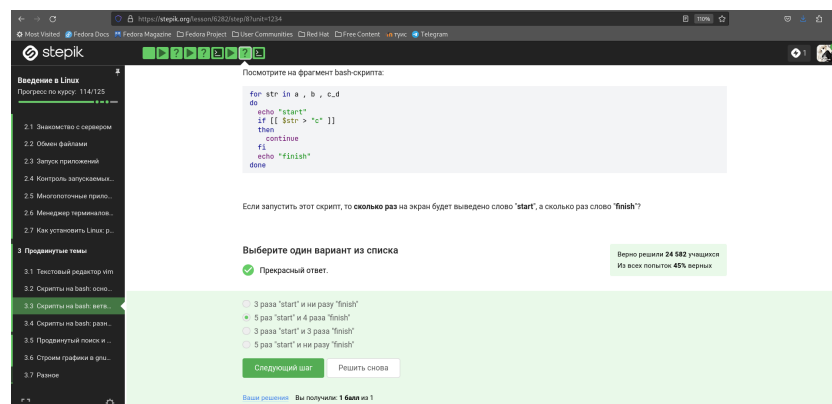 https://stepik.org/lesson/6282/step/8?unit=1234
110%
Most Visited Fedora Docs Fedora Magazine Fedora Project User Communities Red Hat Free Content Telegram
stepik
1
Введение в Linux
Прогресс по курсу: 114/125
2.1 Знакомство с сервером
2.2 Обмен файлами
2.3 Запуск приложений
2.4 Контроль запускаемых...
2.5 Многопоточные прило...
2.6 Менеджер терминалов...
2.7 Как установить Linux: р...
3 Продвинутые темы
3.1 Текстовый редактор vim
3.2 Скрипты на bash: осно...
3.3 Скрипты на bash: ветв...
3.4 Скрипты на bash: разн...
3.5 Продвинутый поиск и ...
3.6 Строим графики в gnu...
3.7 Разное
Посмотрите на фрагмент bash-скрипта:
for str in a , b , c_d
do
echo "start"
if [[ $str > "c" ]]
then
continue
fi
echo "finish"
done
Если запустить этот скрипт, то сколько раз на экран будет выведено слово "start", а сколько раз слово "finish"?
Выберите один вариант из списка
Прекрасный ответ.
Верно решили 24 582 учащихся
Из всех попыток 45% верных
3 раза "start" и ни разу "finish"
5 раз "start" и 4 раза "finish"
3 раза "start" и 3 раза "finish"
5 раз "start" и ни разу "finish"
Следующий шаг Решить снова
Ваши решения Вы получили: 1 балл из 1